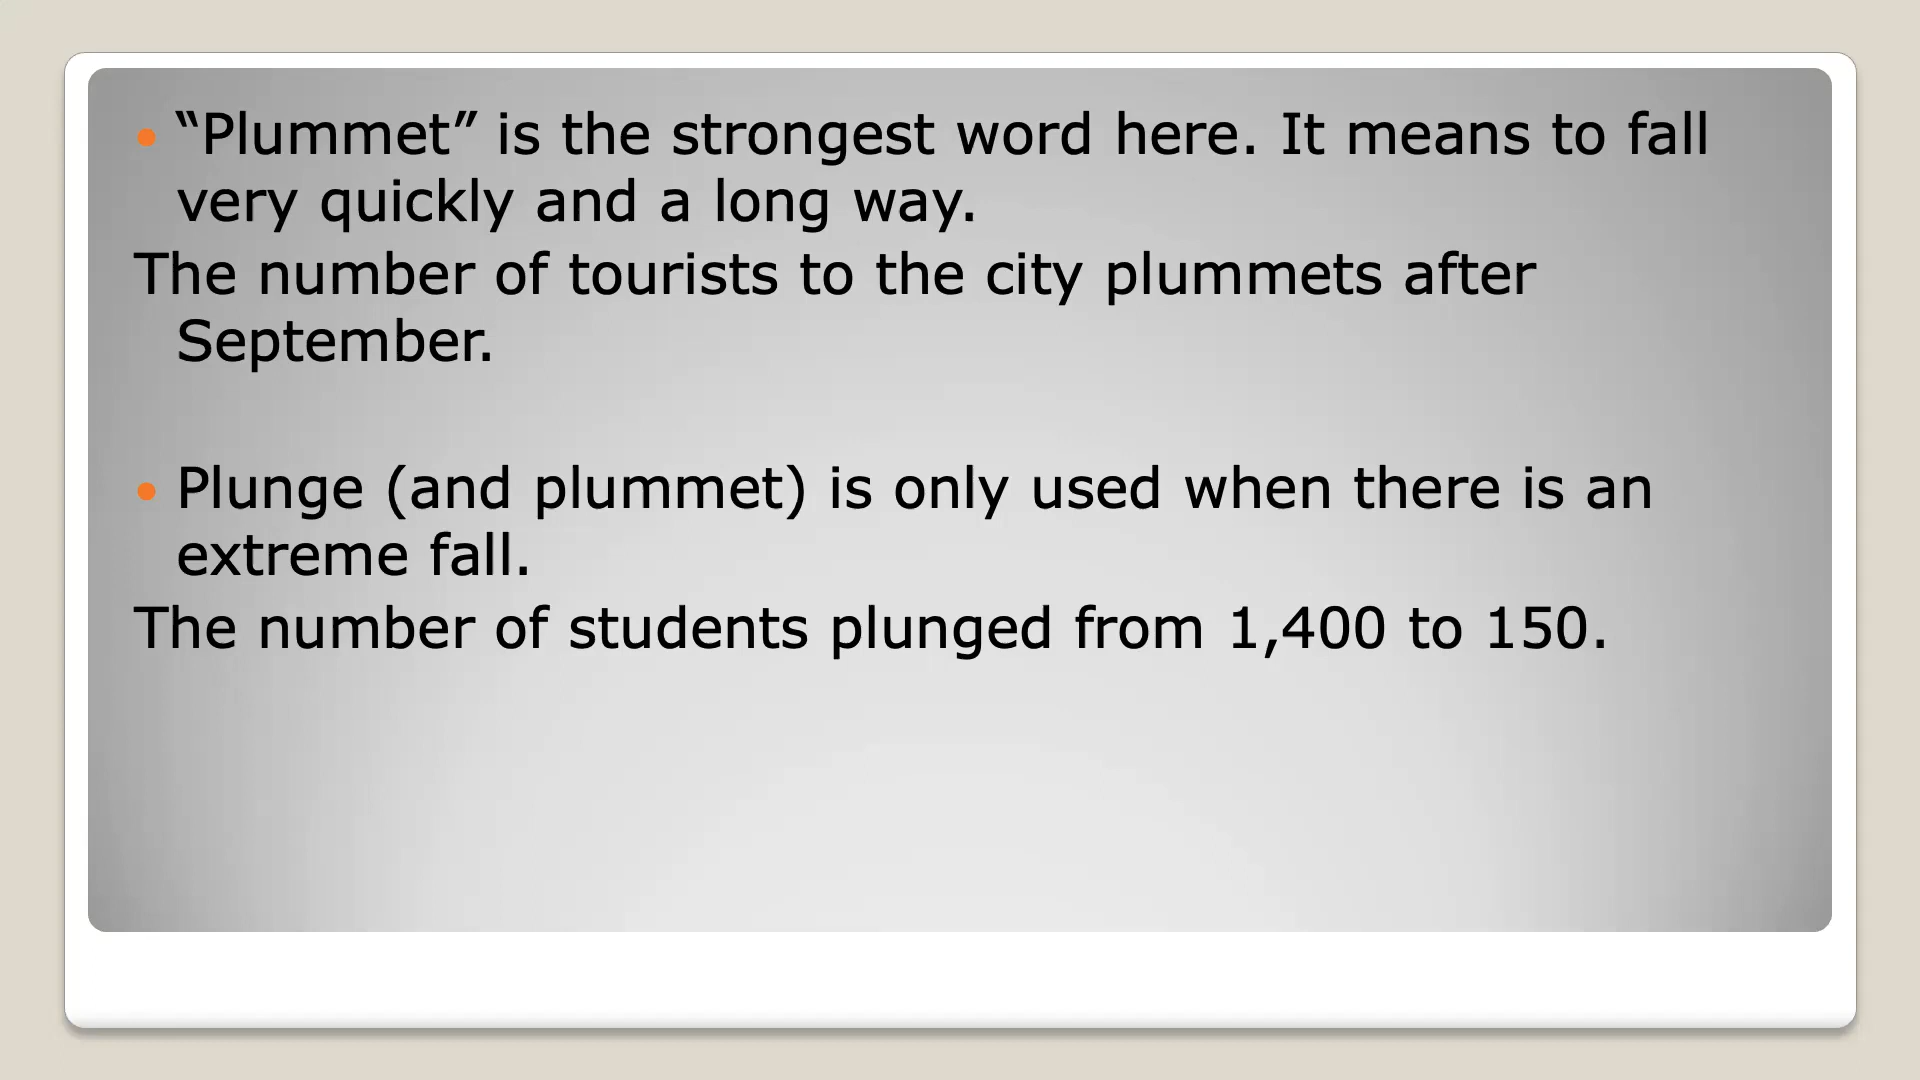 “Plummet” is the strongest word here. It means to fall
very quickly and a long way.
The number of tourists to the city plummets after
September.
Plunge (and plummet) is only used when there is an
extreme fall.
The number of students plunged from 1,400 to 150.